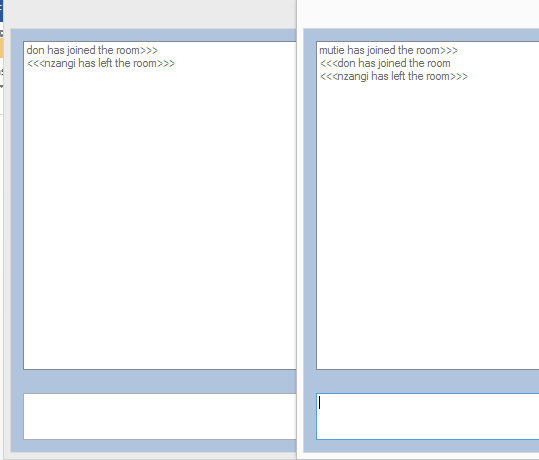 don has joined the room>>>
<<<nzangi has left the room>>>
mutie has joined the room>>>
<<<don has joined the room
<<<nzangi has left the room>>>